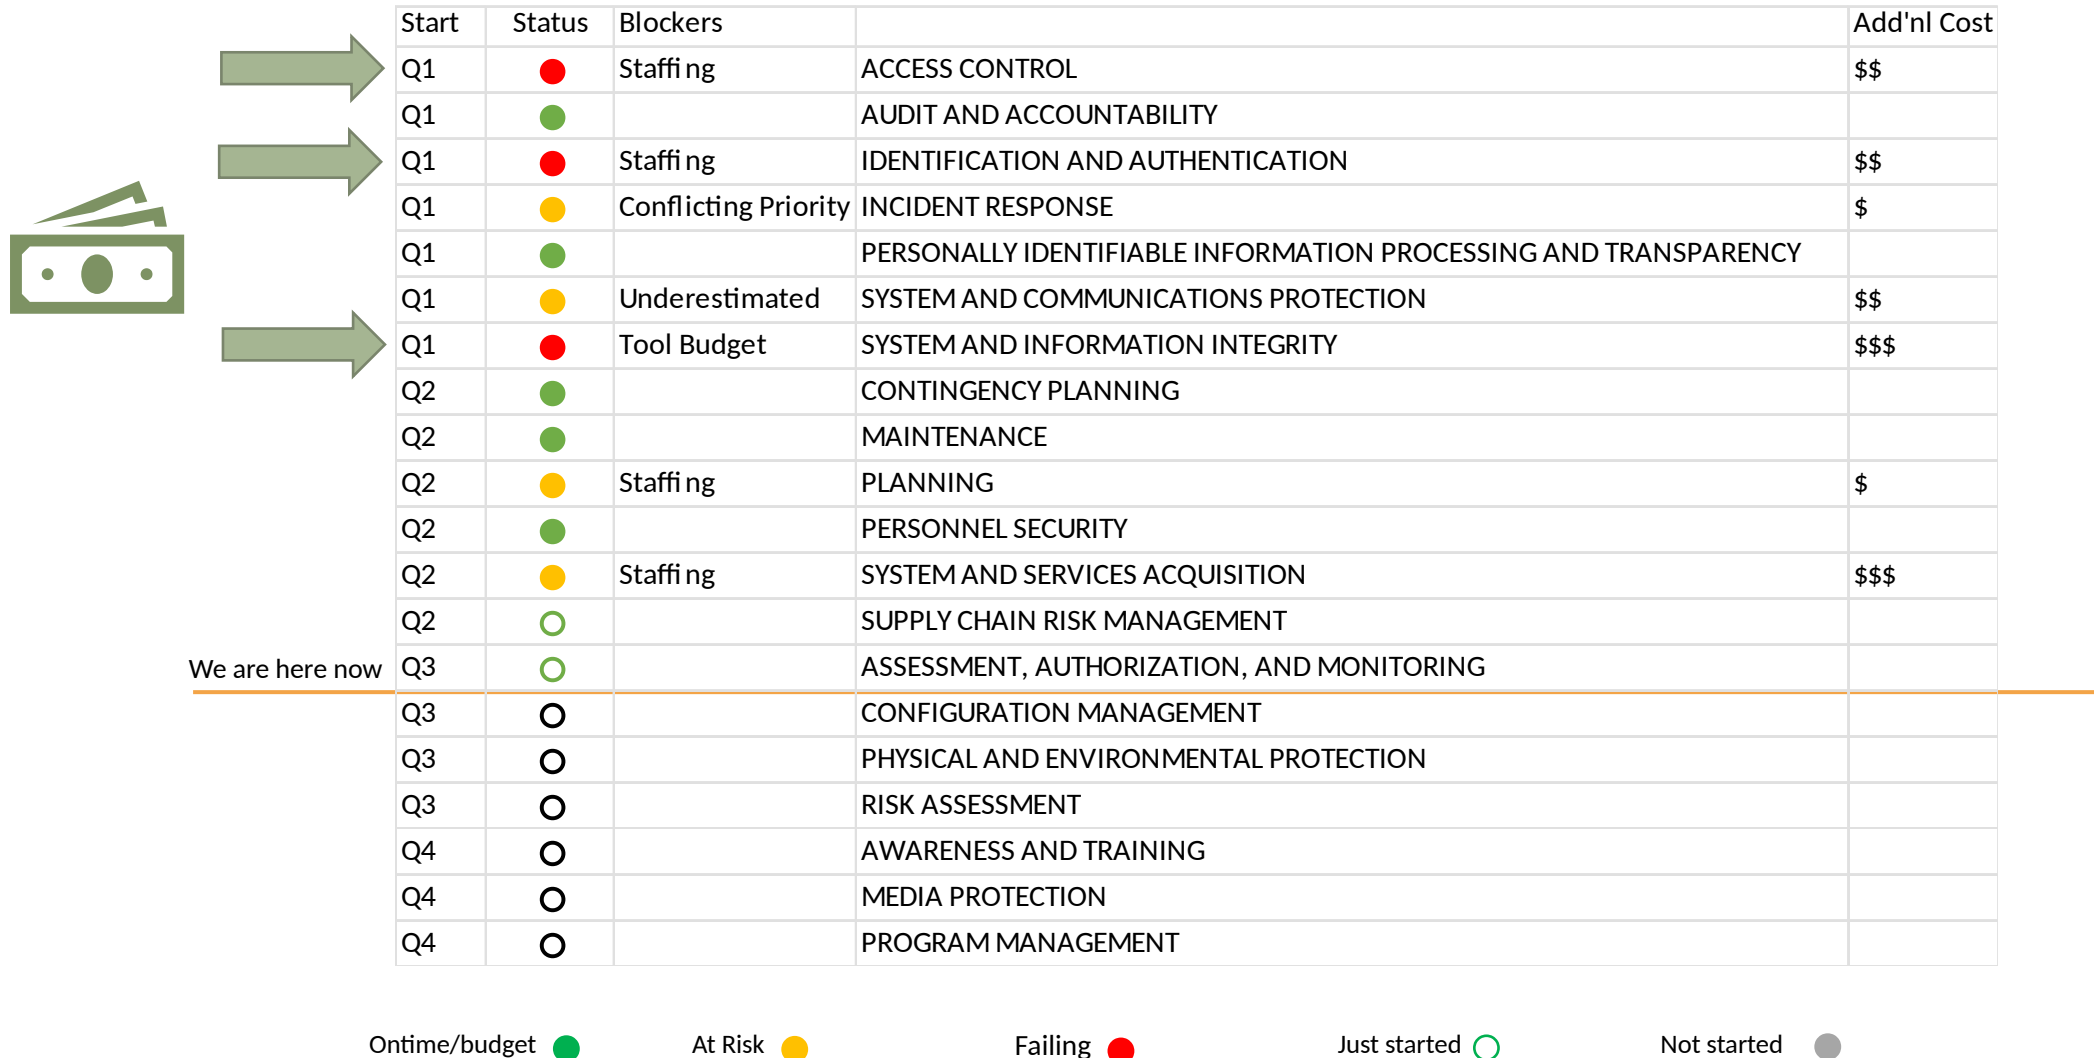 Start Status Blockers Add'nl Cost
Q1 Staffing ACCESS CONTROL $$
Q1 AUDIT AND ACCOUNTABILITY
Q1 Staffing IDENTIFICATION AND AUTHENTICATION $$
Q1 Conflicting Priority INCIDENT RESPONSE $
Q1 PERSONALLY IDENTIFIABLE INFORMATION PROCESSING AND TRANSPARENCY
Q1 Underestimated SYSTEM AND COMMUNICATIONS PROTECTION $$
Q1 Tool Budget SYSTEM AND INFORMATION INTEGRITY $$$
Q2 CONTINGENCY PLANNING
Q2 MAINTENANCE
Q2 Staffing PLANNING $
Q2 PERSONNEL SECURITY
Q2 Staffing SYSTEM AND SERVICES ACQUISITION $$$
Q2 SUPPLY CHAIN RISK MANAGEMENT
We are here now Q3 ASSESSMENT, AUTHORIZATION, AND MONITORING
Q3 CONFIGURATION MANAGEMENT
Q3 PHYSICAL AND ENVIRONMENTAL PROTECTION
Q3 RISK ASSESSMENT
Q4 AWARENESS AND TRAINING
Q4 MEDIA PROTECTION
Q4 PROGRAM MANAGEMENT
Ontime/budget At Risk Failing Just started Not started